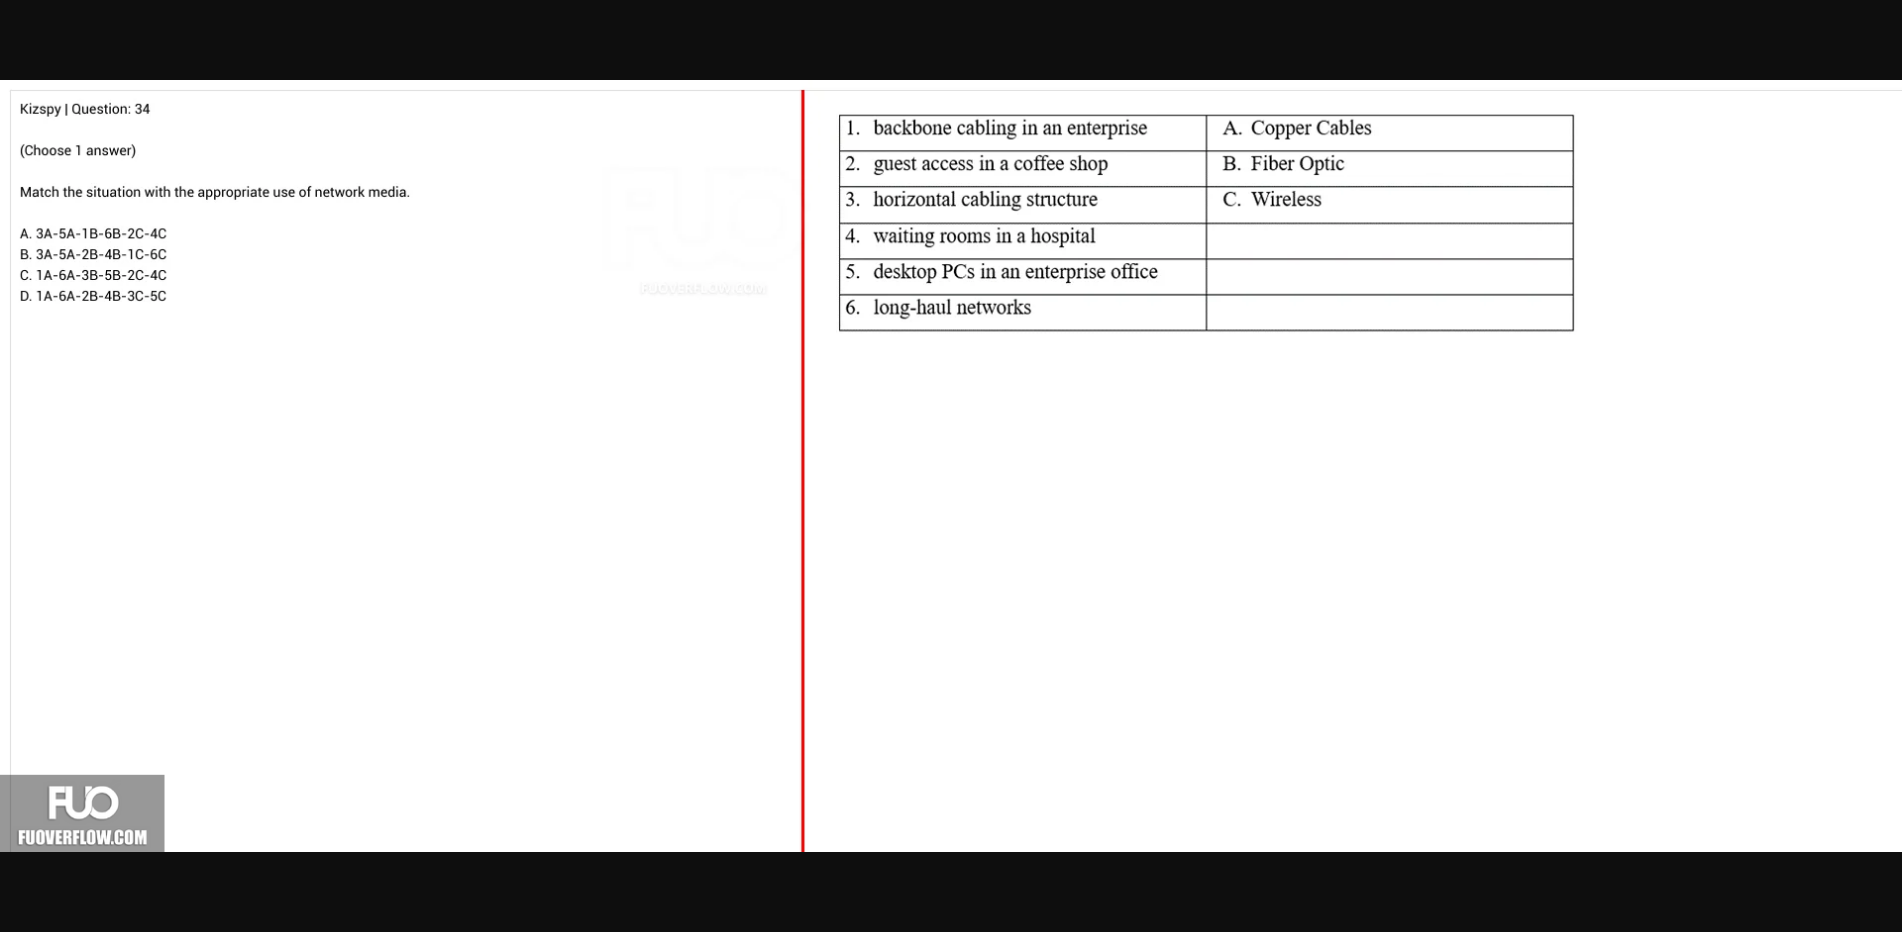 Kizspy | Question: 34
(Choose 1 answer)
Match the situation with the appropriate use of network media.
A. 3A-5A-1B-6B-2C-4C
B. 3A-5A-2B-4B-1C-6C
C. 1A-6A-3B-5B-2C-4C
D. 1A-6A-2B-4B-3C-5C
FUO
FUOVERFLOW.COM
1. backbone cabling in an enterprise A. Copper Cables
2. guest access in a coffee shop B. Fiber Optic
3. horizontal cabling structure C. Wireless
4. waiting rooms in a hospital
5. desktop PCs in an enterprise office
6. long-haul networks
FUO
FUOVERFLOW.COM